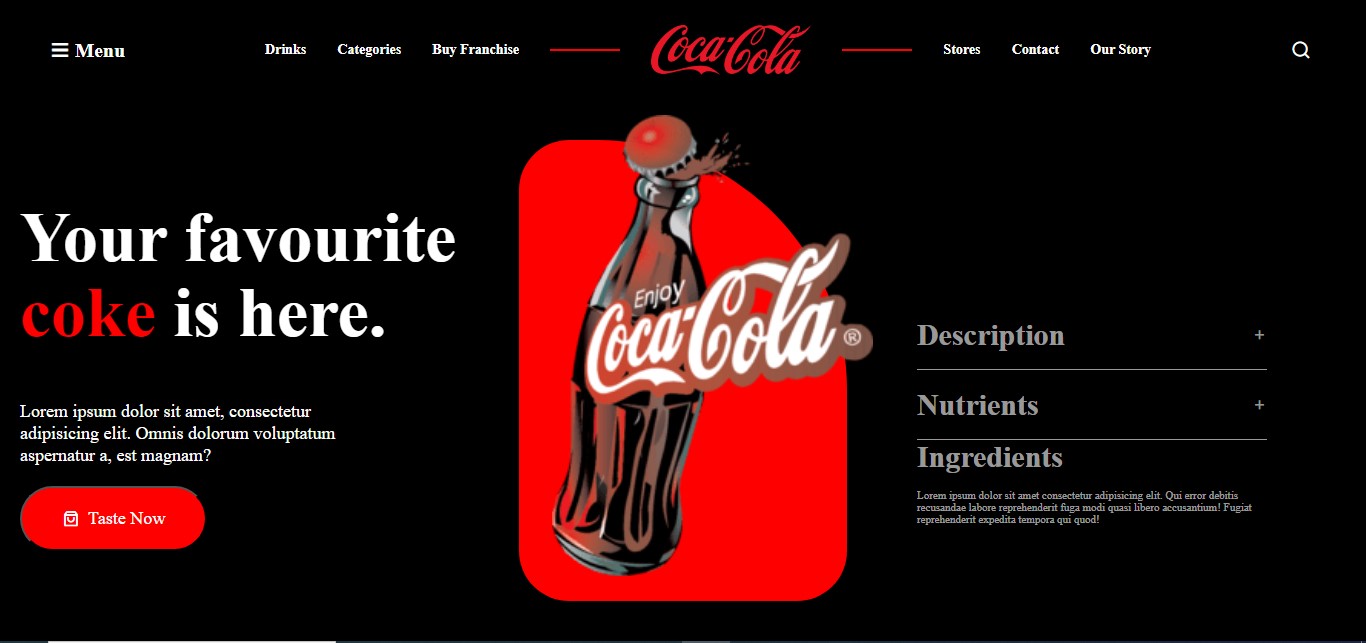 Menu
Drinks
Categories
Buy Franchise
Coca-Cola
Stores
Contact
Our Story
Your favourite
coke is here.
Lorem ipsum dolor sit amet, consectetur
adipisicing elit. Omnis dolorum voluptatum
aspernatur a, est magnam?
Taste Now
Enjoy
Coca-Cola ®
Description +
Nutrients +
Ingredients
Lorem ipsum dolor sit amet consectetur adipisicing elit. Qui error debitis
recusandae labore reprehenderit fuga modi quasi libero accusantium! Fugiat
reprehenderit expedita tempora qui quod!